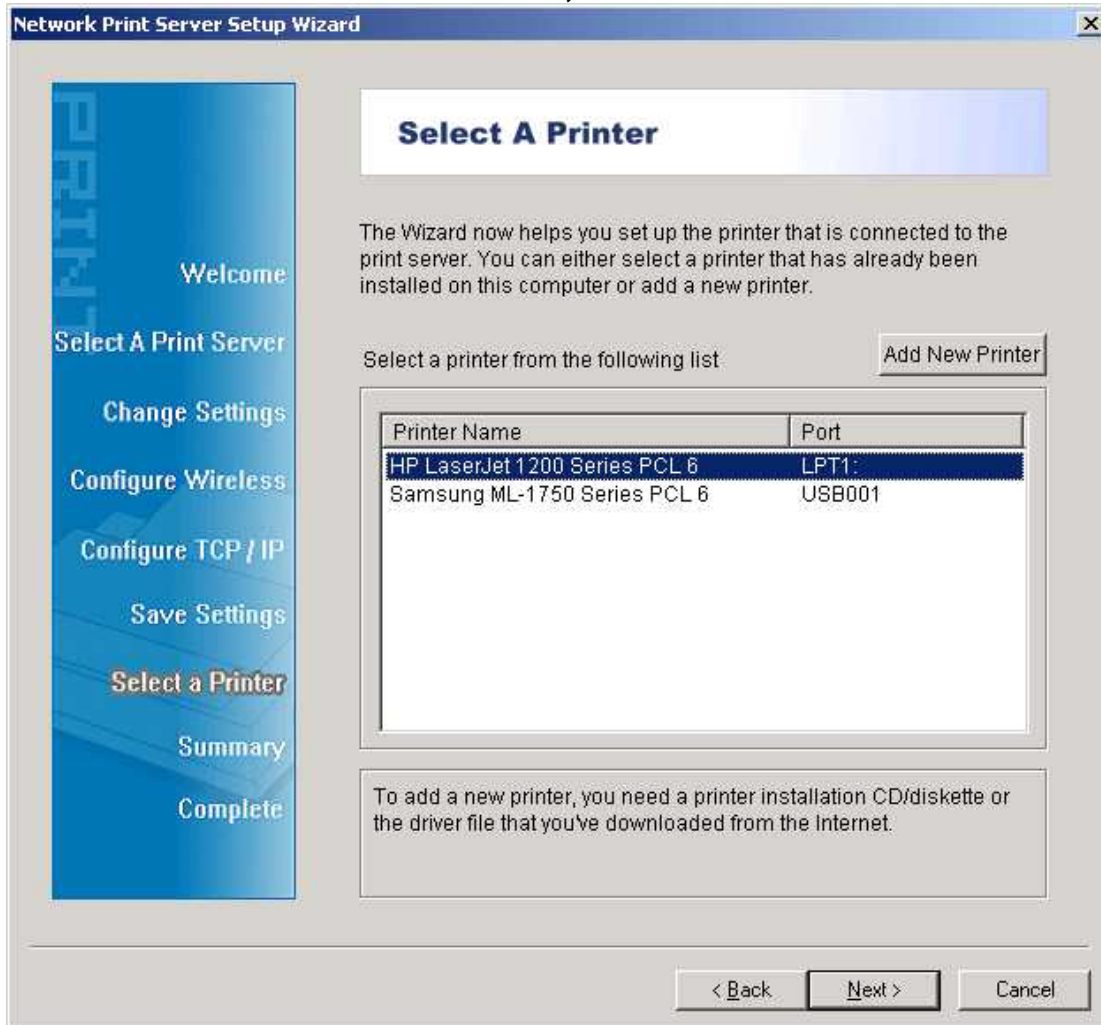 Network Print Server Setup Wizard
PRINT
Welcome
Select A Print Server
Change Settings
Configure Wireless
Configure TCP / IP
Save Settings
Select a Printer
Summary
Complete
Select A Printer
The Wizard now helps you set up the printer that is connected to the
print server. You can either select a printer that has already been
installed on this computer or add a new printer.
Select a printer from the following list
Add New Printer
Printer Name Port
HP LaserJet 1200 Series PCL 6 LPT1:
Samsung ML-1750 Series PCL 6 USB001
To add a new printer, you need a printer installation CD/diskette or
the driver file that you've downloaded from the Internet.
< Back Next > Cancel